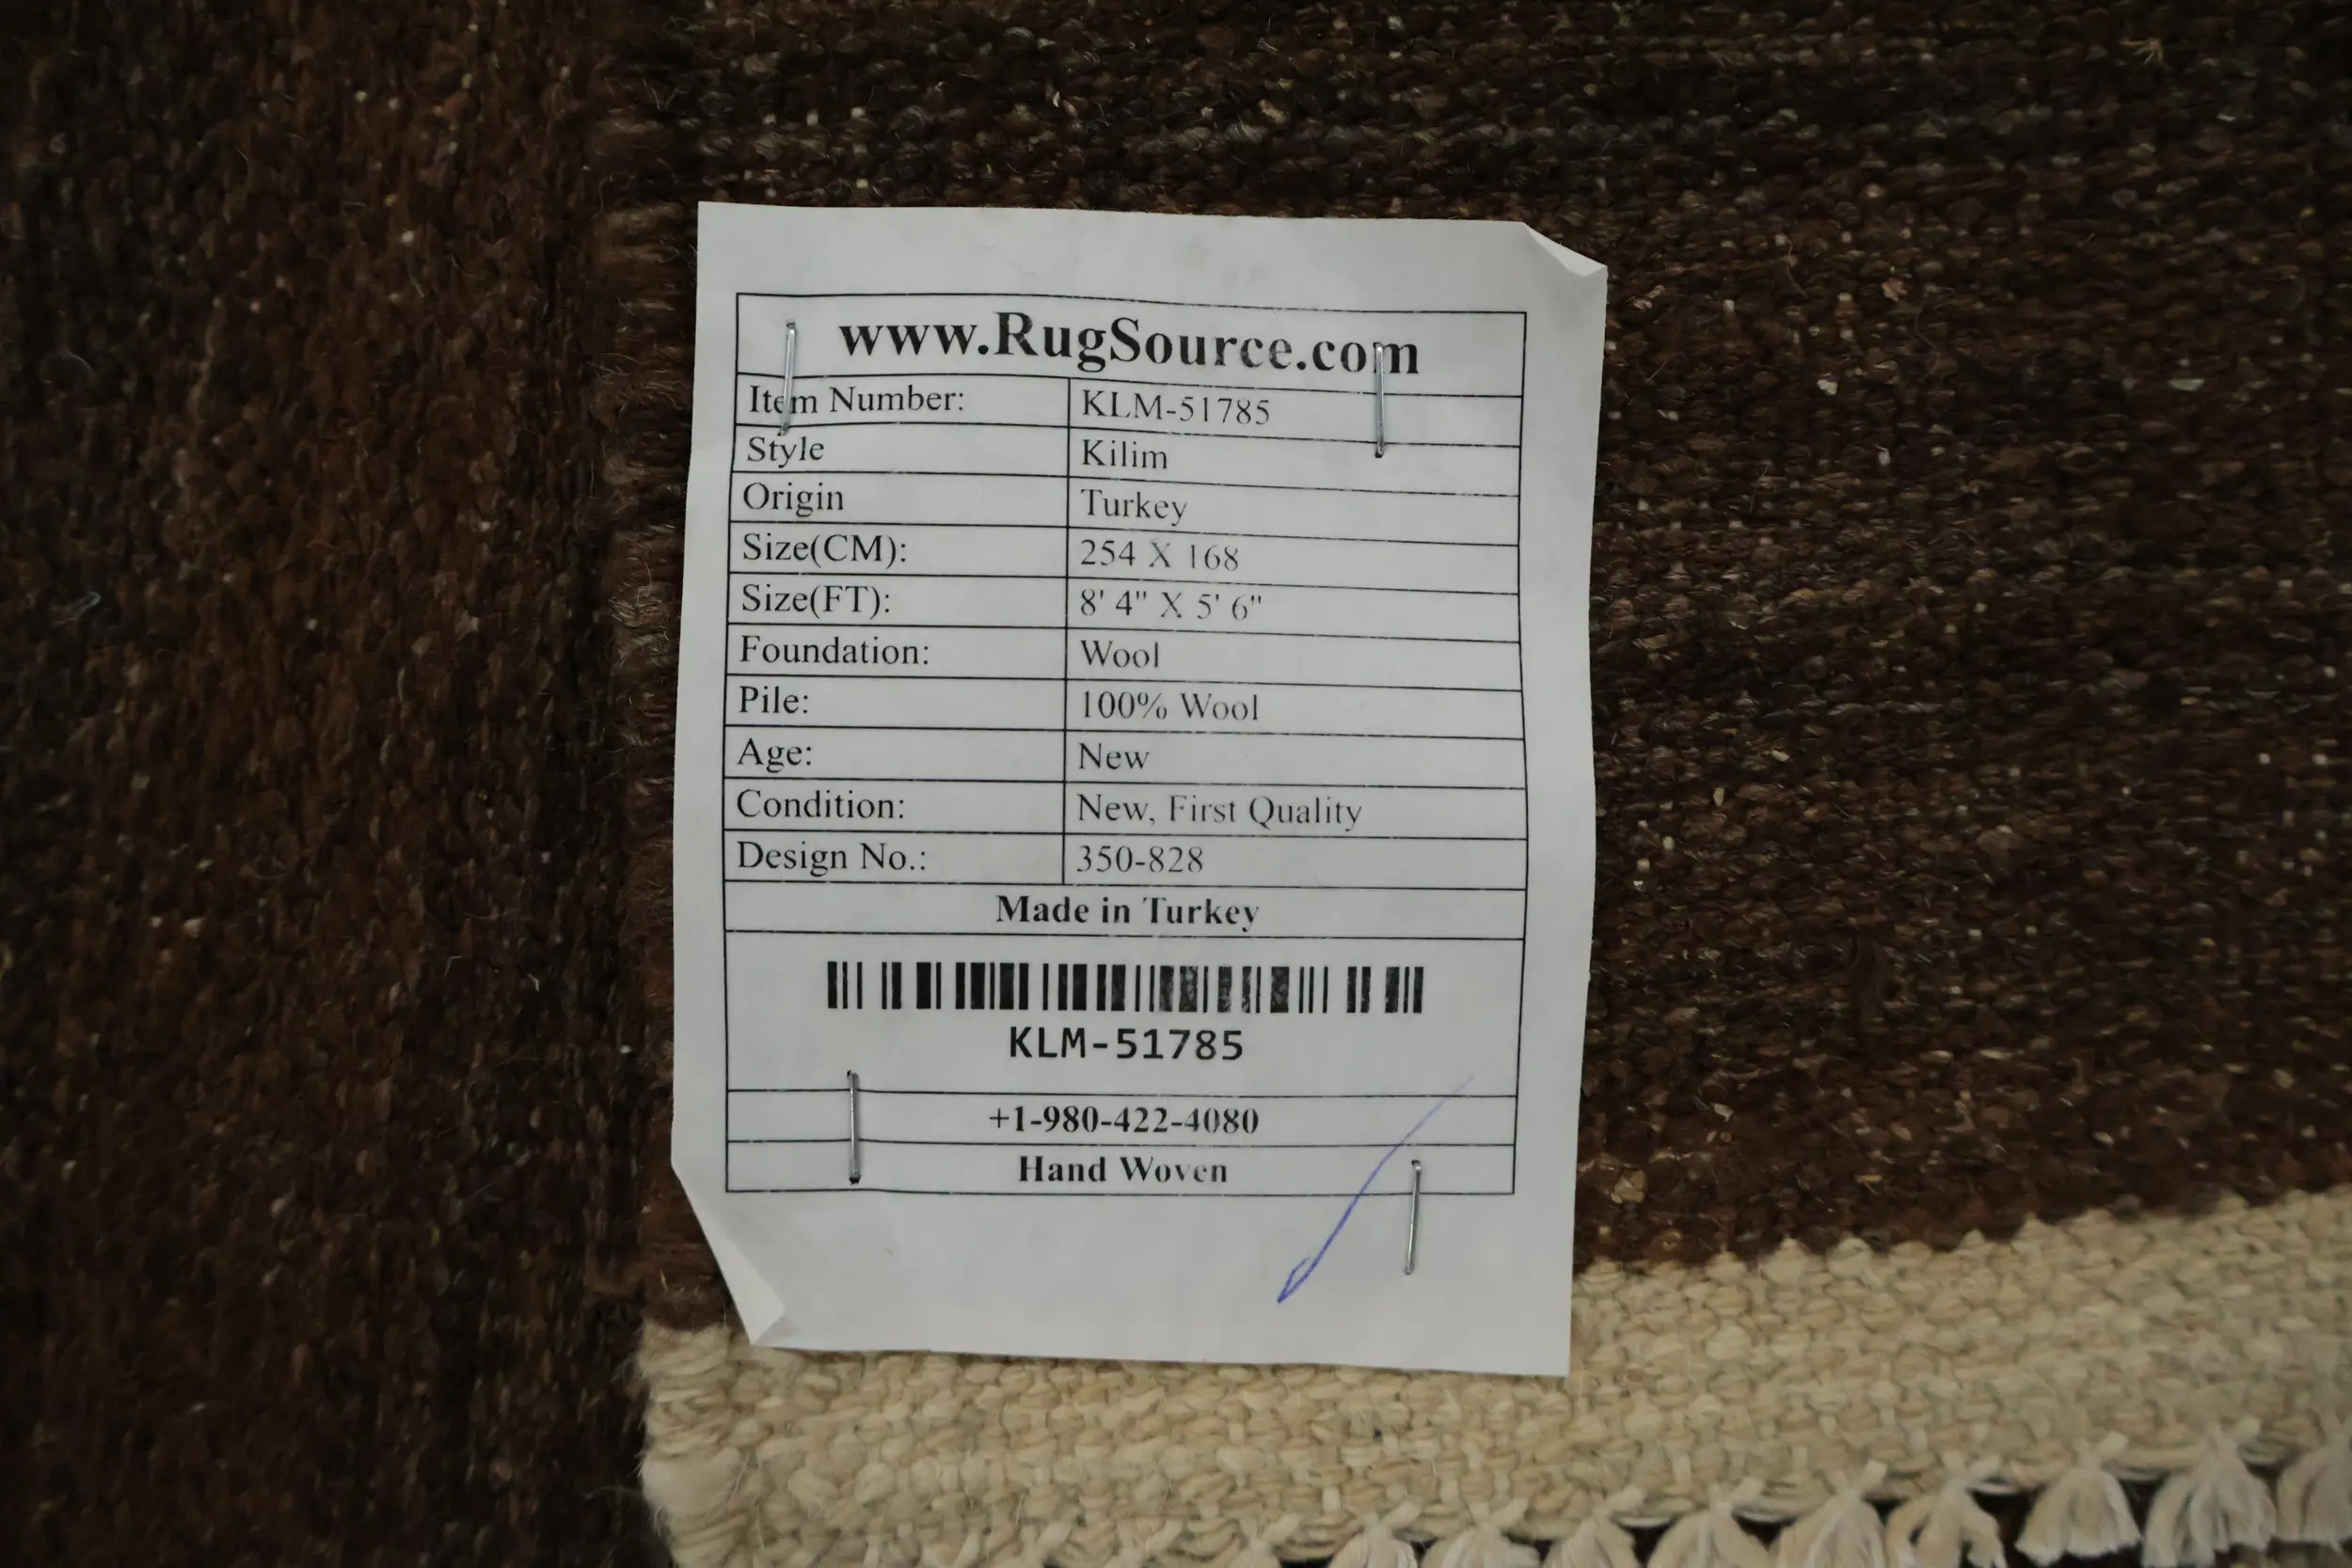 www.RugSource.com
Item Number: KLM-51785
Style Kilim
Origin Turkey
Size(CM): 254 X 168
Size(FT): 8' 4" X 5' 6"
Foundation: Wool
Pile: 100% Wool
Age: New
Condition: New, First Quality
Design No.: 350-828
Made in Turkey
KLM-51785
+1-980-422-4080
Hand Woven